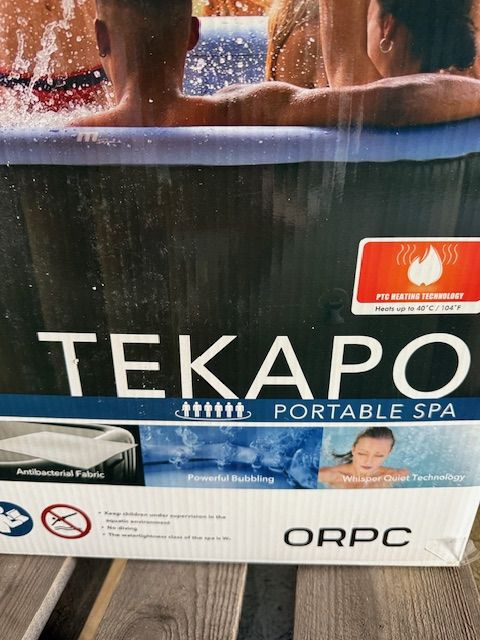 PTC HEATING TECHNOLOGY
Heats up to 40°C / 104°F
TEKAPO
PORTABLE SPA
Antibacterial Fabric
Powerful Bubbling
Whisper Quiet Technology
• Keep children under supervision in the
aquatic environment
• No diving
• The watertightness class of the spa is W.
ORPC